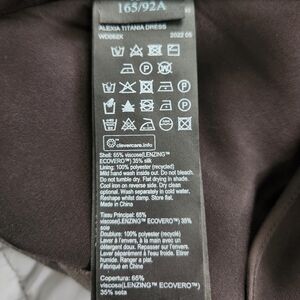 165/92A
ALEXIA TITANIA DRESS
2022 05
clevercare.info
Shell: 65% viscose(LENZING™
ECOVERO™) 35% silk
Lining: 100% polyester (recycled)
Mild hand wash inside out. Do not bleach.
Do not tumble dry. Flat drying in shade.
Cool iron on reverse side. Dry clean
optional. Wash separately in cold water.
Reshape whilst damp. Store flat.
Made in China
Tissu Principal: 65%
viscose(LENZING™ ECOVERO™) 35%
soie
Doublure: 100% polyester (recyclé)
Laver à l'envers, à la main avec un
détergent doux. Repasser l'envers.
Laver séparément à l'eau froide. Etirer
humide. Ranger à plat.
Fabriqué en China
Copertura: 65%
viscosa(LENZING™ ECOVERO™)
35% seta